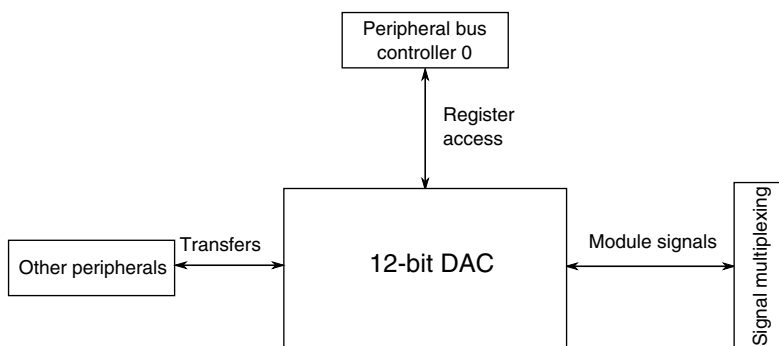 Peripheral bus
controller 0
Register
access
Transfers
Other peripherals
12-bit DAC
Module signals
Signal multiplexing